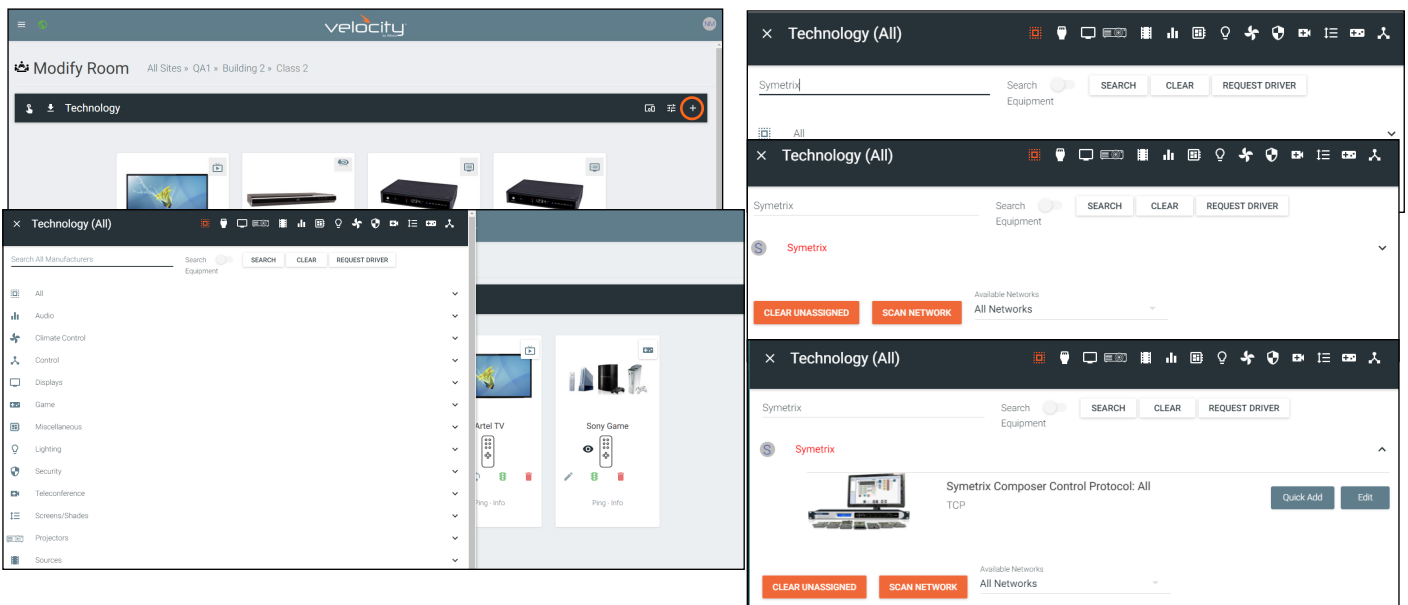 velocity
NM
Modify Room All Sites » QA1 » Building 2 » Class 2
Technology
Technology (All)
Search All Manufacturers
Search Equipment
SEARCH
CLEAR
REQUEST DRIVER
All
Audio
Climate Control
Control
Displays
Game
Miscellaneous
Lighting
Security
Teleconference
Screens/Shades
Projectors
Sources
Artel TV
Sony Game
Ping - Info
Ping - Info
Technology (All)
Symetrix
Search Equipment
SEARCH
CLEAR
REQUEST DRIVER
All
Technology (All)
Symetrix
Search Equipment
SEARCH
CLEAR
REQUEST DRIVER
S Symetrix
CLEAR UNASSIGNED
SCAN NETWORK
Available Networks
All Networks
Technology (All)
Symetrix
Search Equipment
SEARCH
CLEAR
REQUEST DRIVER
S Symetrix
Symetrix Composer Control Protocol: All
TCP
Quick Add
Edit
CLEAR UNASSIGNED
SCAN NETWORK
Available Networks
All Networks